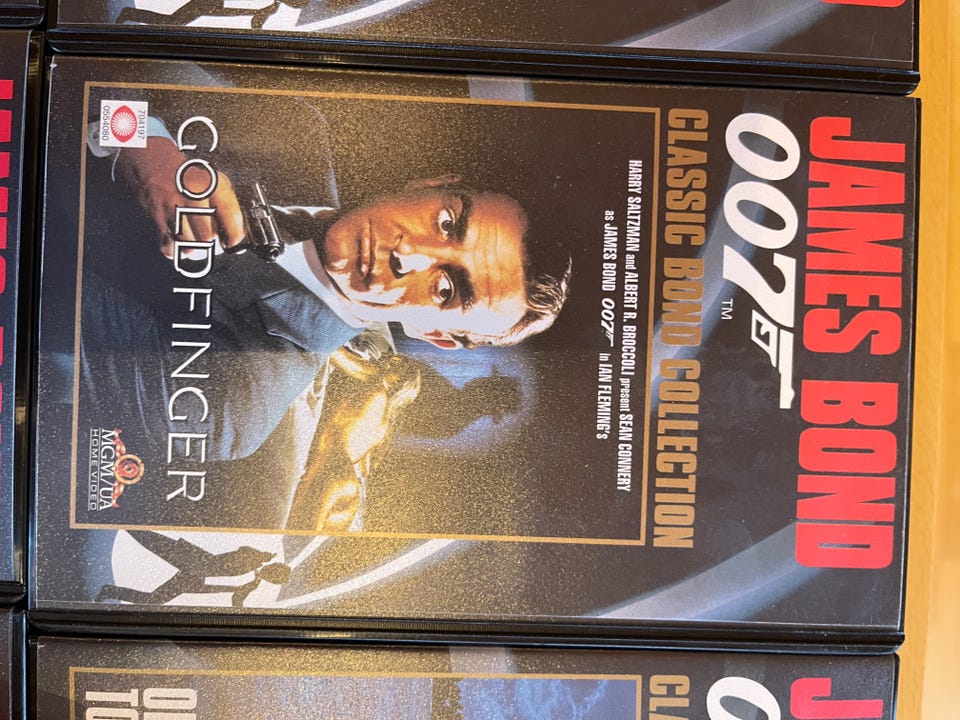 JAMES BOND
007 TM
CLASSIC BOND COLLECTION
HARRY SALTZMAN and ALBERT R. BROCCOLI present SEAN CONNERY
as JAMES BOND 007 in IAN FLEMING's
GOLDFINGER
704197
0554080
MGM/UA
HOME VIDEO